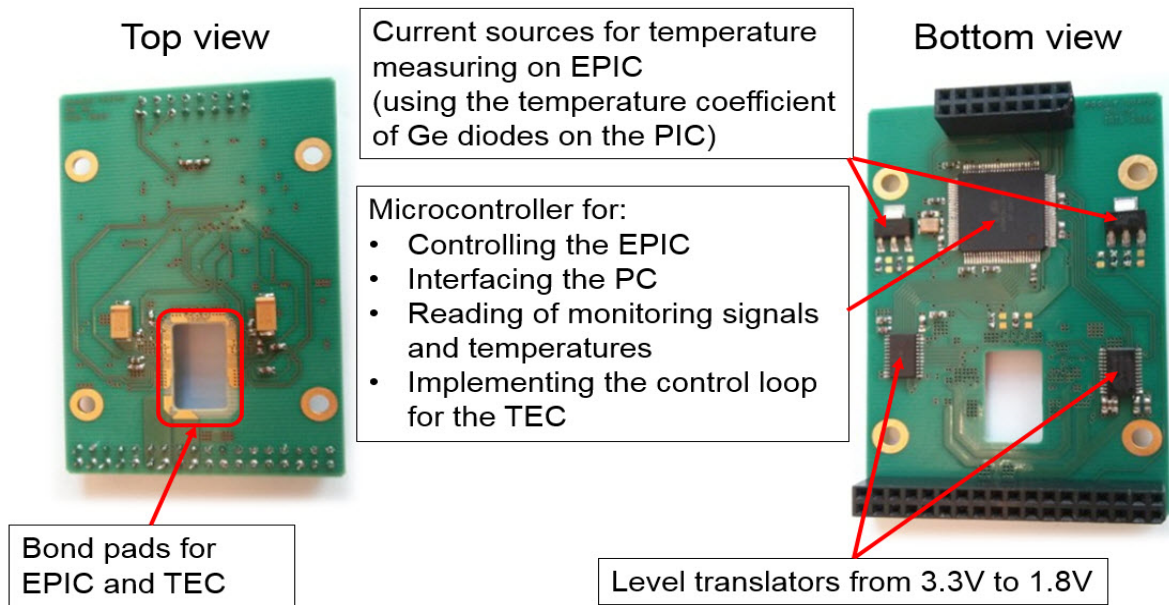 Top view
Current sources for temperature
measuring on EPIC
(using the temperature coefficient
of Ge diodes on the PIC)
Bottom view
Microcontroller for:
• Controlling the EPIC
• Interfacing the PC
• Reading of monitoring signals
and temperatures
• Implementing the control loop
for the TEC
Bond pads for
EPIC and TEC
Level translators from 3.3V to 1.8V